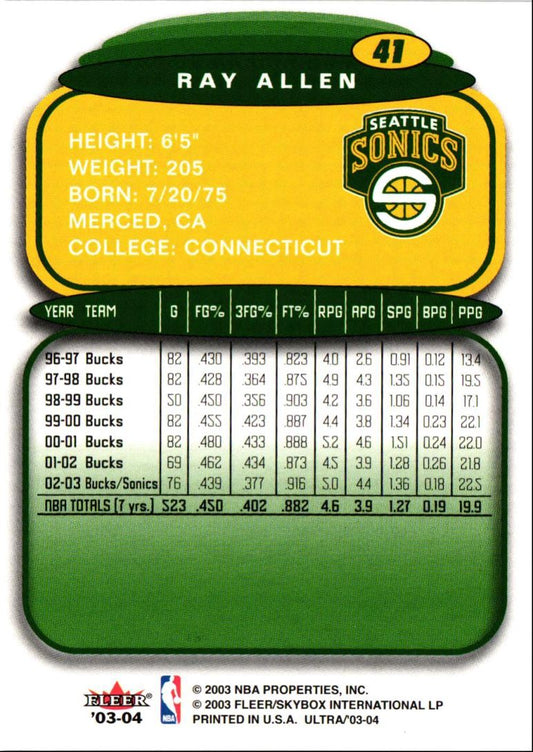 41
RAY ALLEN
SEATTLE
SONICS
HEIGHT: 6'5"
WEIGHT: 205
BORN: 7/20/75
MERCED, CA
COLLEGE: CONNECTICUT
YEAR TEAM G FG% 3FG% FT% RPG APG SPG BPG PPG
96-97 Bucks 82 .430 .393 .823 4.0 2.6 0.91 0.12 13.4
97-98 Bucks 82 .428 .364 .875 4.9 4.3 1.35 0.15 19.5
98-99 Bucks 50 .450 .356 .903 4.2 3.6 1.06 0.14 17.1
99-00 Bucks 82 .455 .423 .887 4.4 3.8 1.34 0.23 22.1
00-01 Bucks 82 .480 .433 .888 5.2 4.6 1.51 0.24 22.0
01-02 Bucks 69 .462 .434 .873 4.5 3.9 1.28 0.26 21.8
02-03 Bucks/Sonics 76 .439 .377 .916 5.0 4.4 1.36 0.18 22.5
NBA TOTALS (7 yrs.) 523 .450 .402 .882 4.6 3.9 1.27 0.19 19.9
FLEER
'03-04
NBA
© 2003 NBA PROPERTIES, INC.
© 2003 FLEER/SKYBOX INTERNATIONAL LP
PRINTED IN U.S.A. ULTRA/'03-04